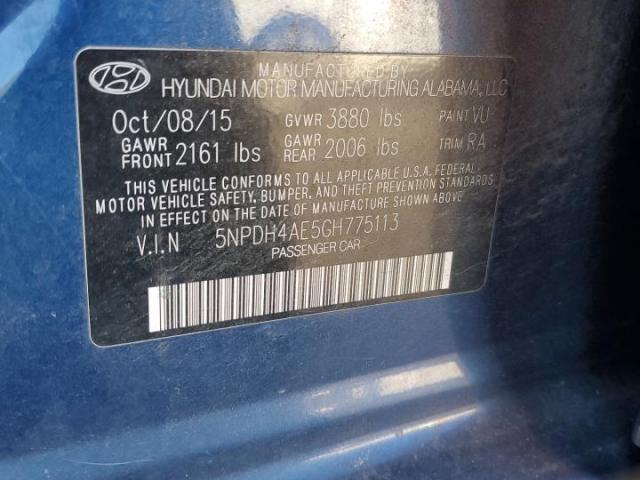 MANUFACTURED BY
HYUNDAI MOTOR MANUFACTURING ALABAMA, LLC
Oct/08/15 GVWR 3880 lbs PAINT VU
GAWR FRONT 2161 lbs GAWR REAR 2006 lbs TRIM RA
THIS VEHICLE CONFORMS TO ALL APPLICABLE U.S.A. FEDERAL
MOTOR VEHICLE SAFETY, BUMPER, AND THEFT PREVENTION STANDARDS
IN EFFECT ON THE DATE OF MANUFACTURE SHOWN ABOVE.
V.I.N 5NPDH4AE5GH775113
PASSENGER CAR